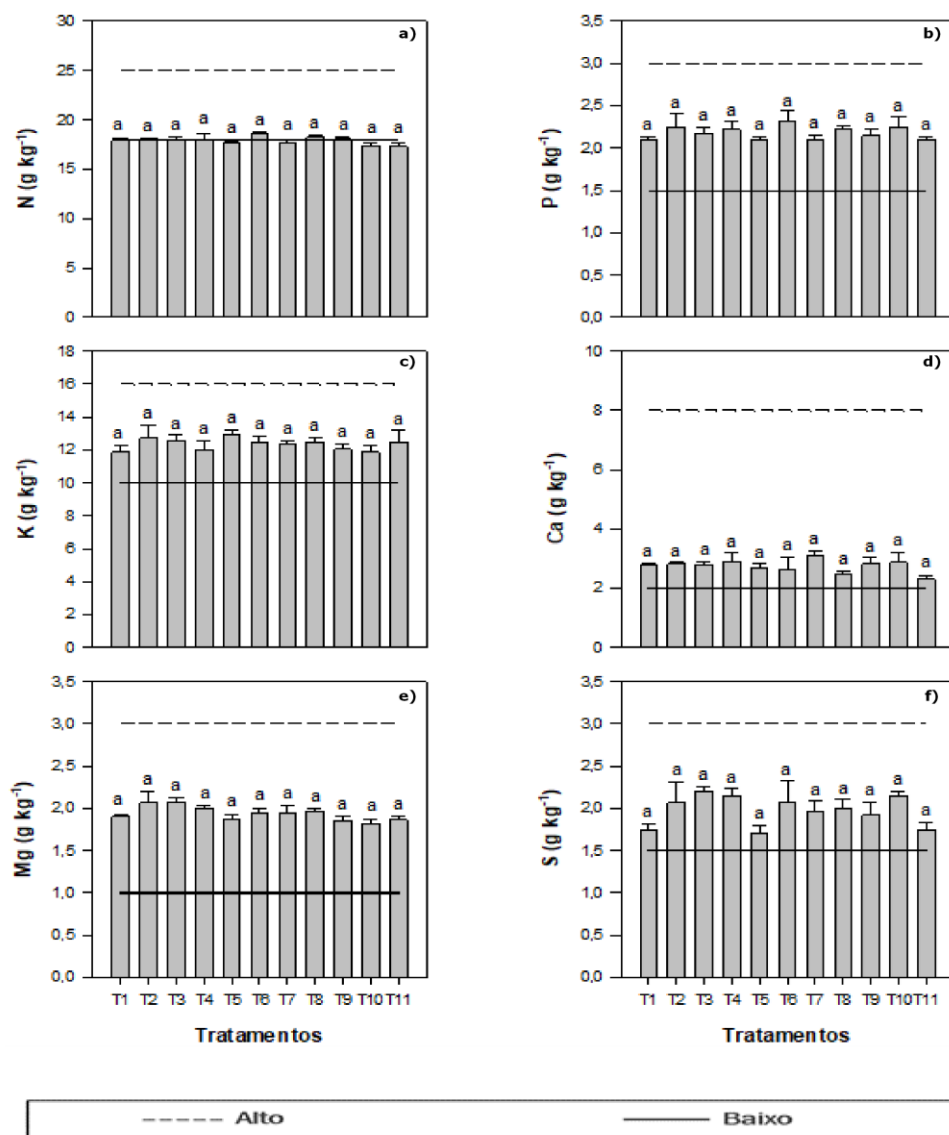 a)
N (g kg-1)
30
25
20
15
10
5
0
a a a a a a a a a a a
b)
P (g kg-1)
3,5
3,0
2,5
2,0
1,5
1,0
0,5
0,0
a a a a a a a a a a a
c)
K (g kg-1)
18
16
14
12
10
8
6
4
2
0
a a a a a a a a a a a
d)
Ca (g kg-1)
10
8
6
4
2
0
a a a a a a a a a a a
e)
Mg (g kg-1)
3,5
3,0
2,5
2,0
1,5
1,0
0,5
0,0
a a a a a a a a a a a
T1 T2 T3 T4 T5 T6 T7 T8 T9 T10 T11
Tratamentos
f)
S (g kg-1)
3,5
3,0
2,5
2,0
1,5
1,0
0,5
0,0
a a a a a a a a a a a
T1 T2 T3 T4 T5 T6 T7 T8 T9 T10 T11
Tratamentos
Alto Baixo